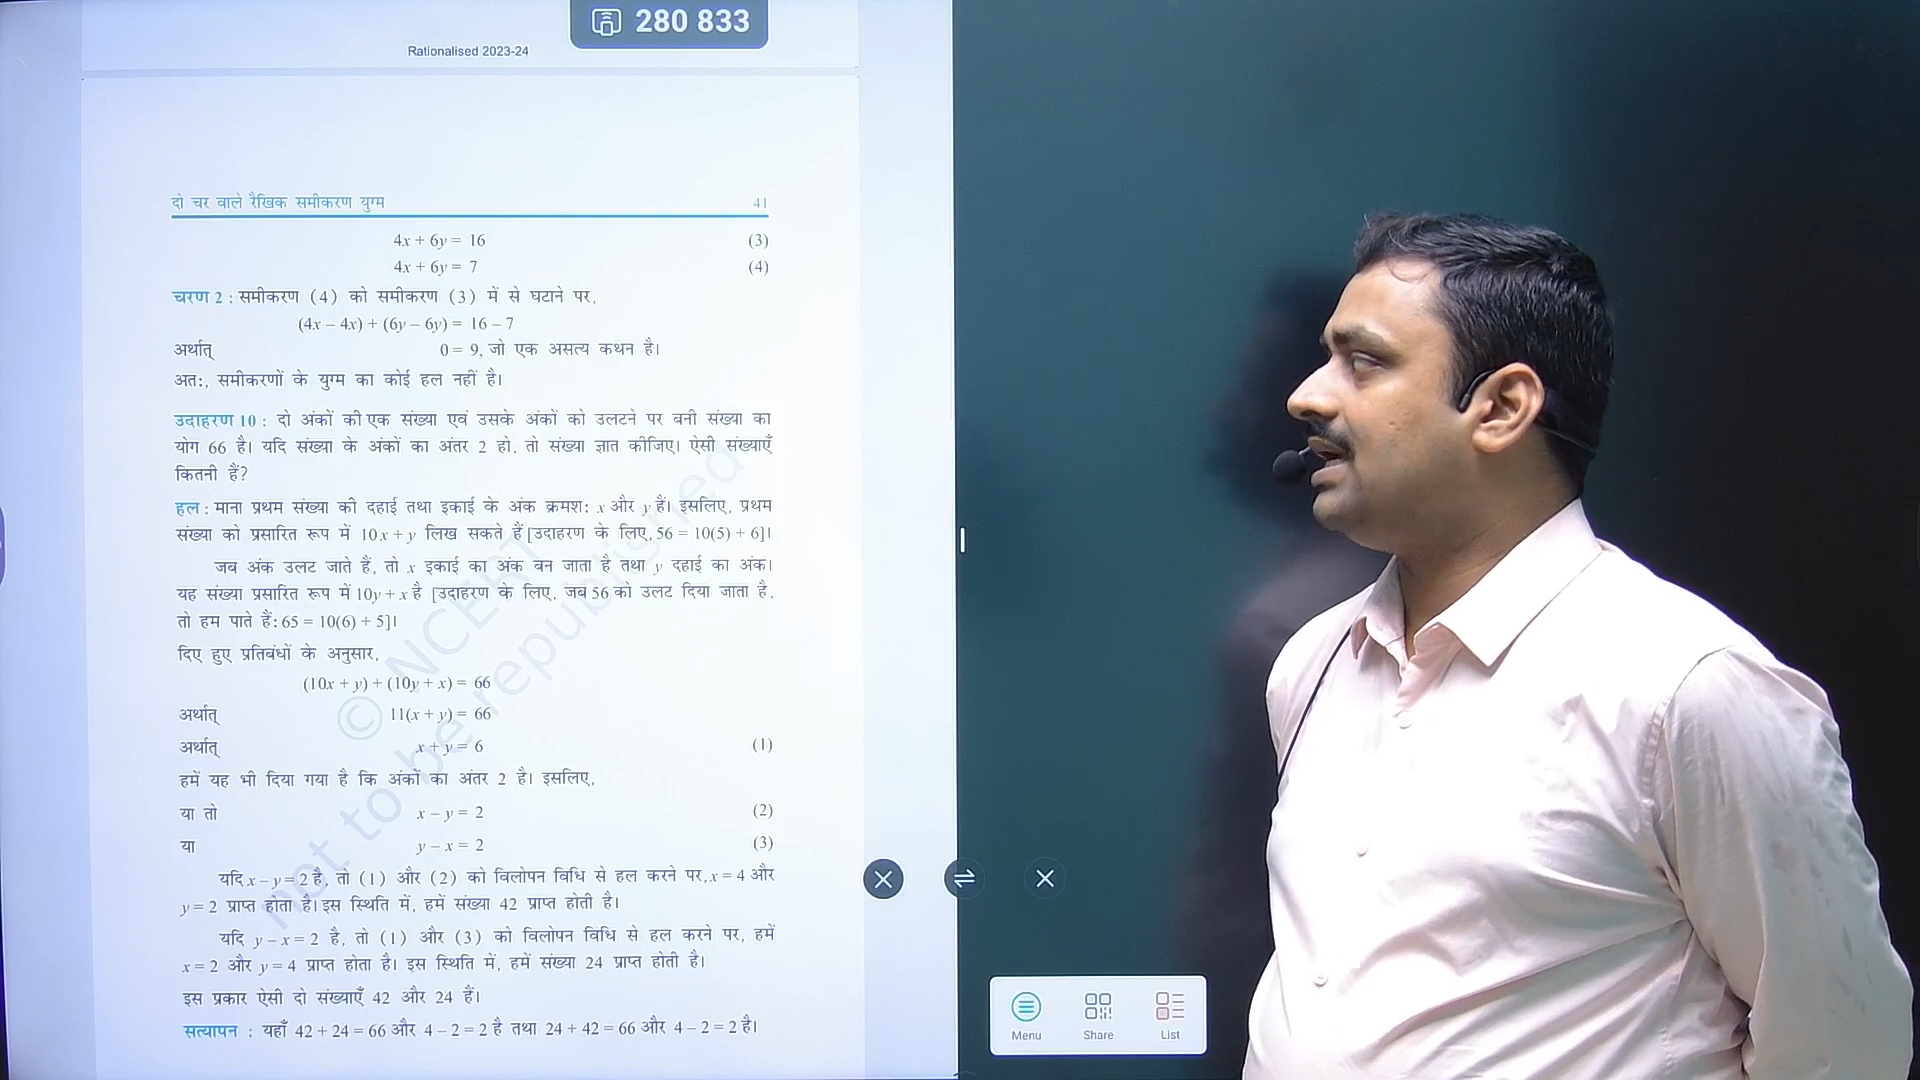 280 833
Rationalised 2023-24
दो चर वाले रैखिक समीकरण युग्म 41
4x + 6y = 16 (3)
4x + 6y = 7 (4)
चरण 2 : समीकरण (4) को समीकरण (3) में से घटाने पर,
(4x – 4x) + (6y – 6y) = 16 – 7
अर्थात् 0 = 9, जो एक असत्य कथन है।
अतः, समीकरणों के युग्म का कोई हल नहीं है।
उदाहरण 10 : दो अंकों की एक संख्या एवं उसके अंकों को उलटने पर बनी संख्या का
योग 66 है। यदि संख्या के अंकों का अंतर 2 हो, तो संख्या ज्ञात कीजिए। ऐसी संख्याएँ
कितनी हैं?
हल : माना प्रथम संख्या की दहाई तथा इकाई के अंक क्रमशः x और y हैं। इसलिए, प्रथम
संख्या को प्रसारित रूप में 10x + y लिख सकते हैं [उदाहरण के लिए, 56 = 10(5) + 6]।
जब अंक उलट जाते हैं, तो x इकाई का अंक बन जाता है तथा y दहाई का अंक।
यह संख्या प्रसारित रूप में 10y + x है [उदाहरण के लिए, जब 56 को उलट दिया जाता है,
तो हम पाते हैं: 65 = 10(6) + 5]।
दिए हुए प्रतिबंधों के अनुसार,
(10x + y) + (10y + x) = 66
अर्थात् 11(x + y) = 66
अर्थात् x + y = 6 (1)
हमें यह भी दिया गया है कि अंकों का अंतर 2 है। इसलिए,
या तो x – y = 2 (2)
या y – x = 2 (3)
यदि x – y = 2 है, तो (1) और (2) को विलोपन विधि से हल करने पर, x = 4 और
y = 2 प्राप्त होता है। इस स्थिति में, हमें संख्या 42 प्राप्त होती है।
यदि y – x = 2 है, तो (1) और (3) को विलोपन विधि से हल करने पर, हमें
x = 2 और y = 4 प्राप्त होता है। इस स्थिति में, हमें संख्या 24 प्राप्त होती है।
इस प्रकार ऐसी दो संख्याएँ 42 और 24 हैं।
सत्यापन : यहाँ 42 + 24 = 66 और 4 – 2 = 2 है तथा 24 + 42 = 66 और 4 – 2 = 2 है।
© NCERT
not to be republished
Menu Share List